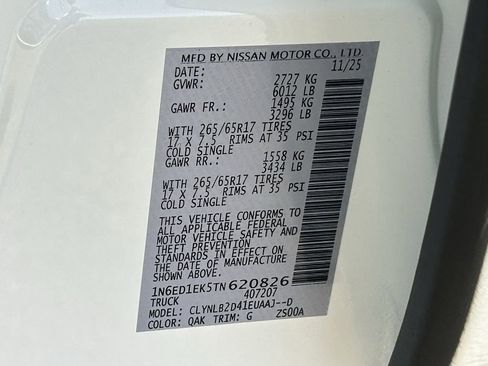 MFD BY NISSAN MOTOR CO., LTD.
DATE: 11/25
GVWR: 2727 KG
6012 LB
GAWR FR.: 1495 KG
3296 LB
WITH 265/65R17 TIRES
17 X 7.5 RIMS AT 35 PSI
COLD SINGLE
GAWR RR.: 1558 KG
3434 LB
WITH 265/65R17 TIRES
17 X 7.5 RIMS AT 35 PSI
COLD SINGLE
THIS VEHICLE CONFORMS TO
ALL APPLICABLE FEDERAL
MOTOR VEHICLE SAFETY AND
THEFT PREVENTION
STANDARDS IN EFFECT ON
THE DATE OF MANUFACTURE
SHOWN ABOVE.
1N6ED1EK5TN620826
TRUCK 407207
MODEL: CLYNLB2D41EUAAJ--D
COLOR: QAK TRIM: G ZS00A